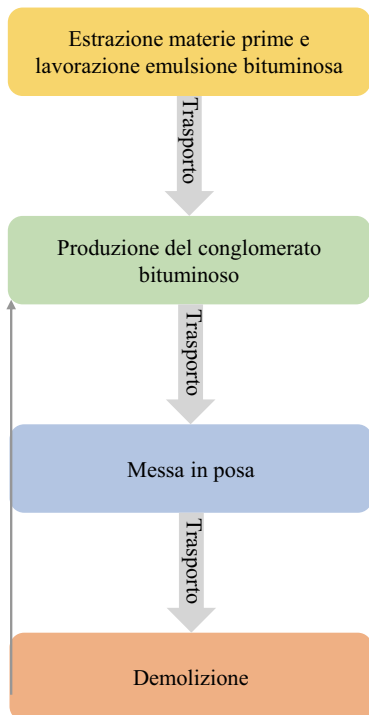 Estrazione materie prime e
lavorazione emulsione bituminosa
Trasporto
Produzione del conglomerato
bituminoso
Trasporto
Messa in posa
Trasporto
Demolizione